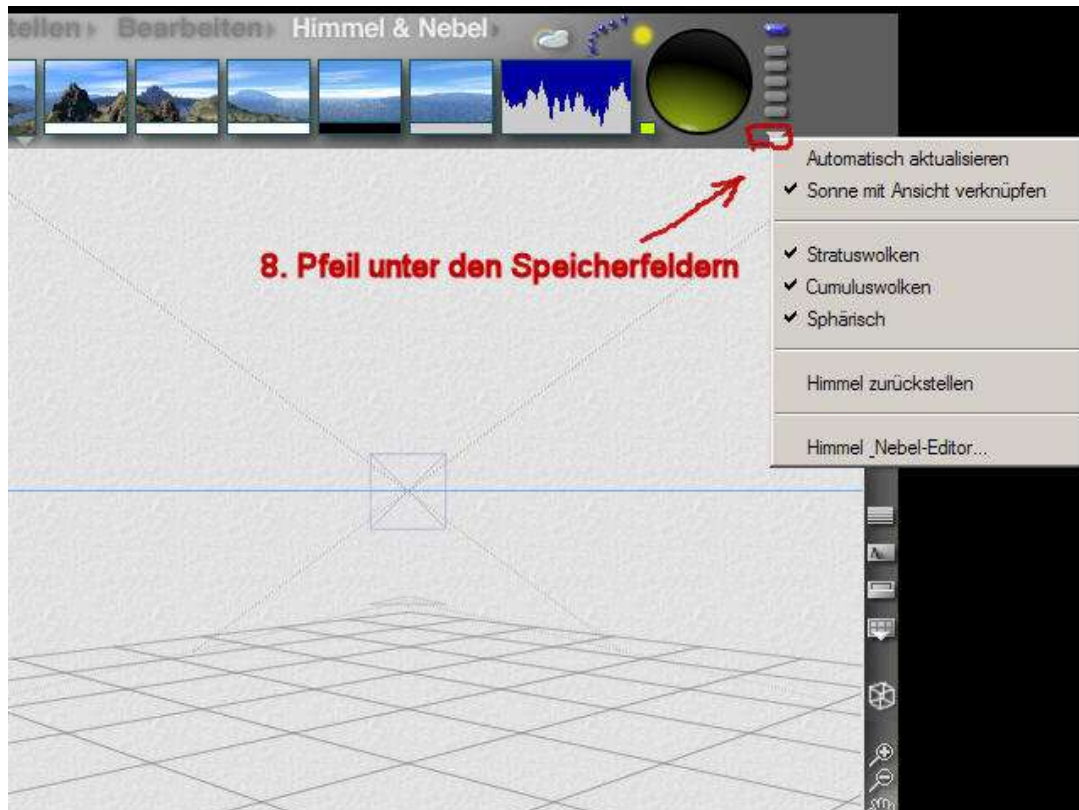 tellen Bearbeiten Himmel & Nebel
8. Pfeil unter den Speicherfeldern
Automatisch aktualisieren
Sonne mit Ansicht verknüpfen
Stratuswolken
Cumuluswolken
Sphärisch
Himmel zurückstellen
Himmel _Nebel-Editor...